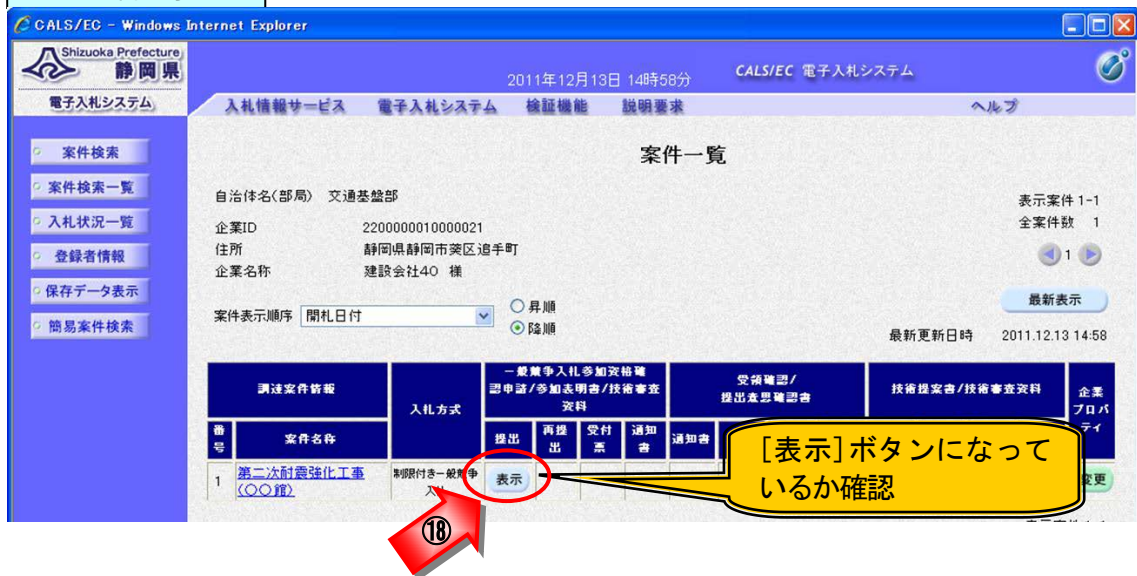 CALS/EC - Windows Internet Explorer
Shizuoka Prefecture
静岡県
2011年12月13日 14時58分
CALS/EC 電子入札システム
電子入札システム
入札情報サービス 電子入札システム 検証機能 説明要求 ヘルプ
案件検索
案件検索一覧
入札状況一覧
登録者情報
保存データ表示
簡易案件検索
案件一覧
自治体名(部局) 交通基盤部
表示案件 1-1
企業ID 2200000010000021
全案件数 1
住所 静岡県静岡市葵区追手町
1
企業名称 建設会社40 様
最新表示
案件表示順序 開札日付
昇順
降順
最新更新日時 2011.12.13 14:58
調達案件情報
入札方式
一般競争入札参加資格確
認申請/参加表明書/技術審査
資料
受領確認/
提出意思確認書
技術提案書/技術審査資料
企業
プロパ
ティ
番
号
案件名称
提出
再提
出
受付
票
通知
書
通知書
1
第二次耐震強化工事
(○○館)
制限付き一般競争
表示
変更
[表示]ボタンになって
いるか確認
⑱